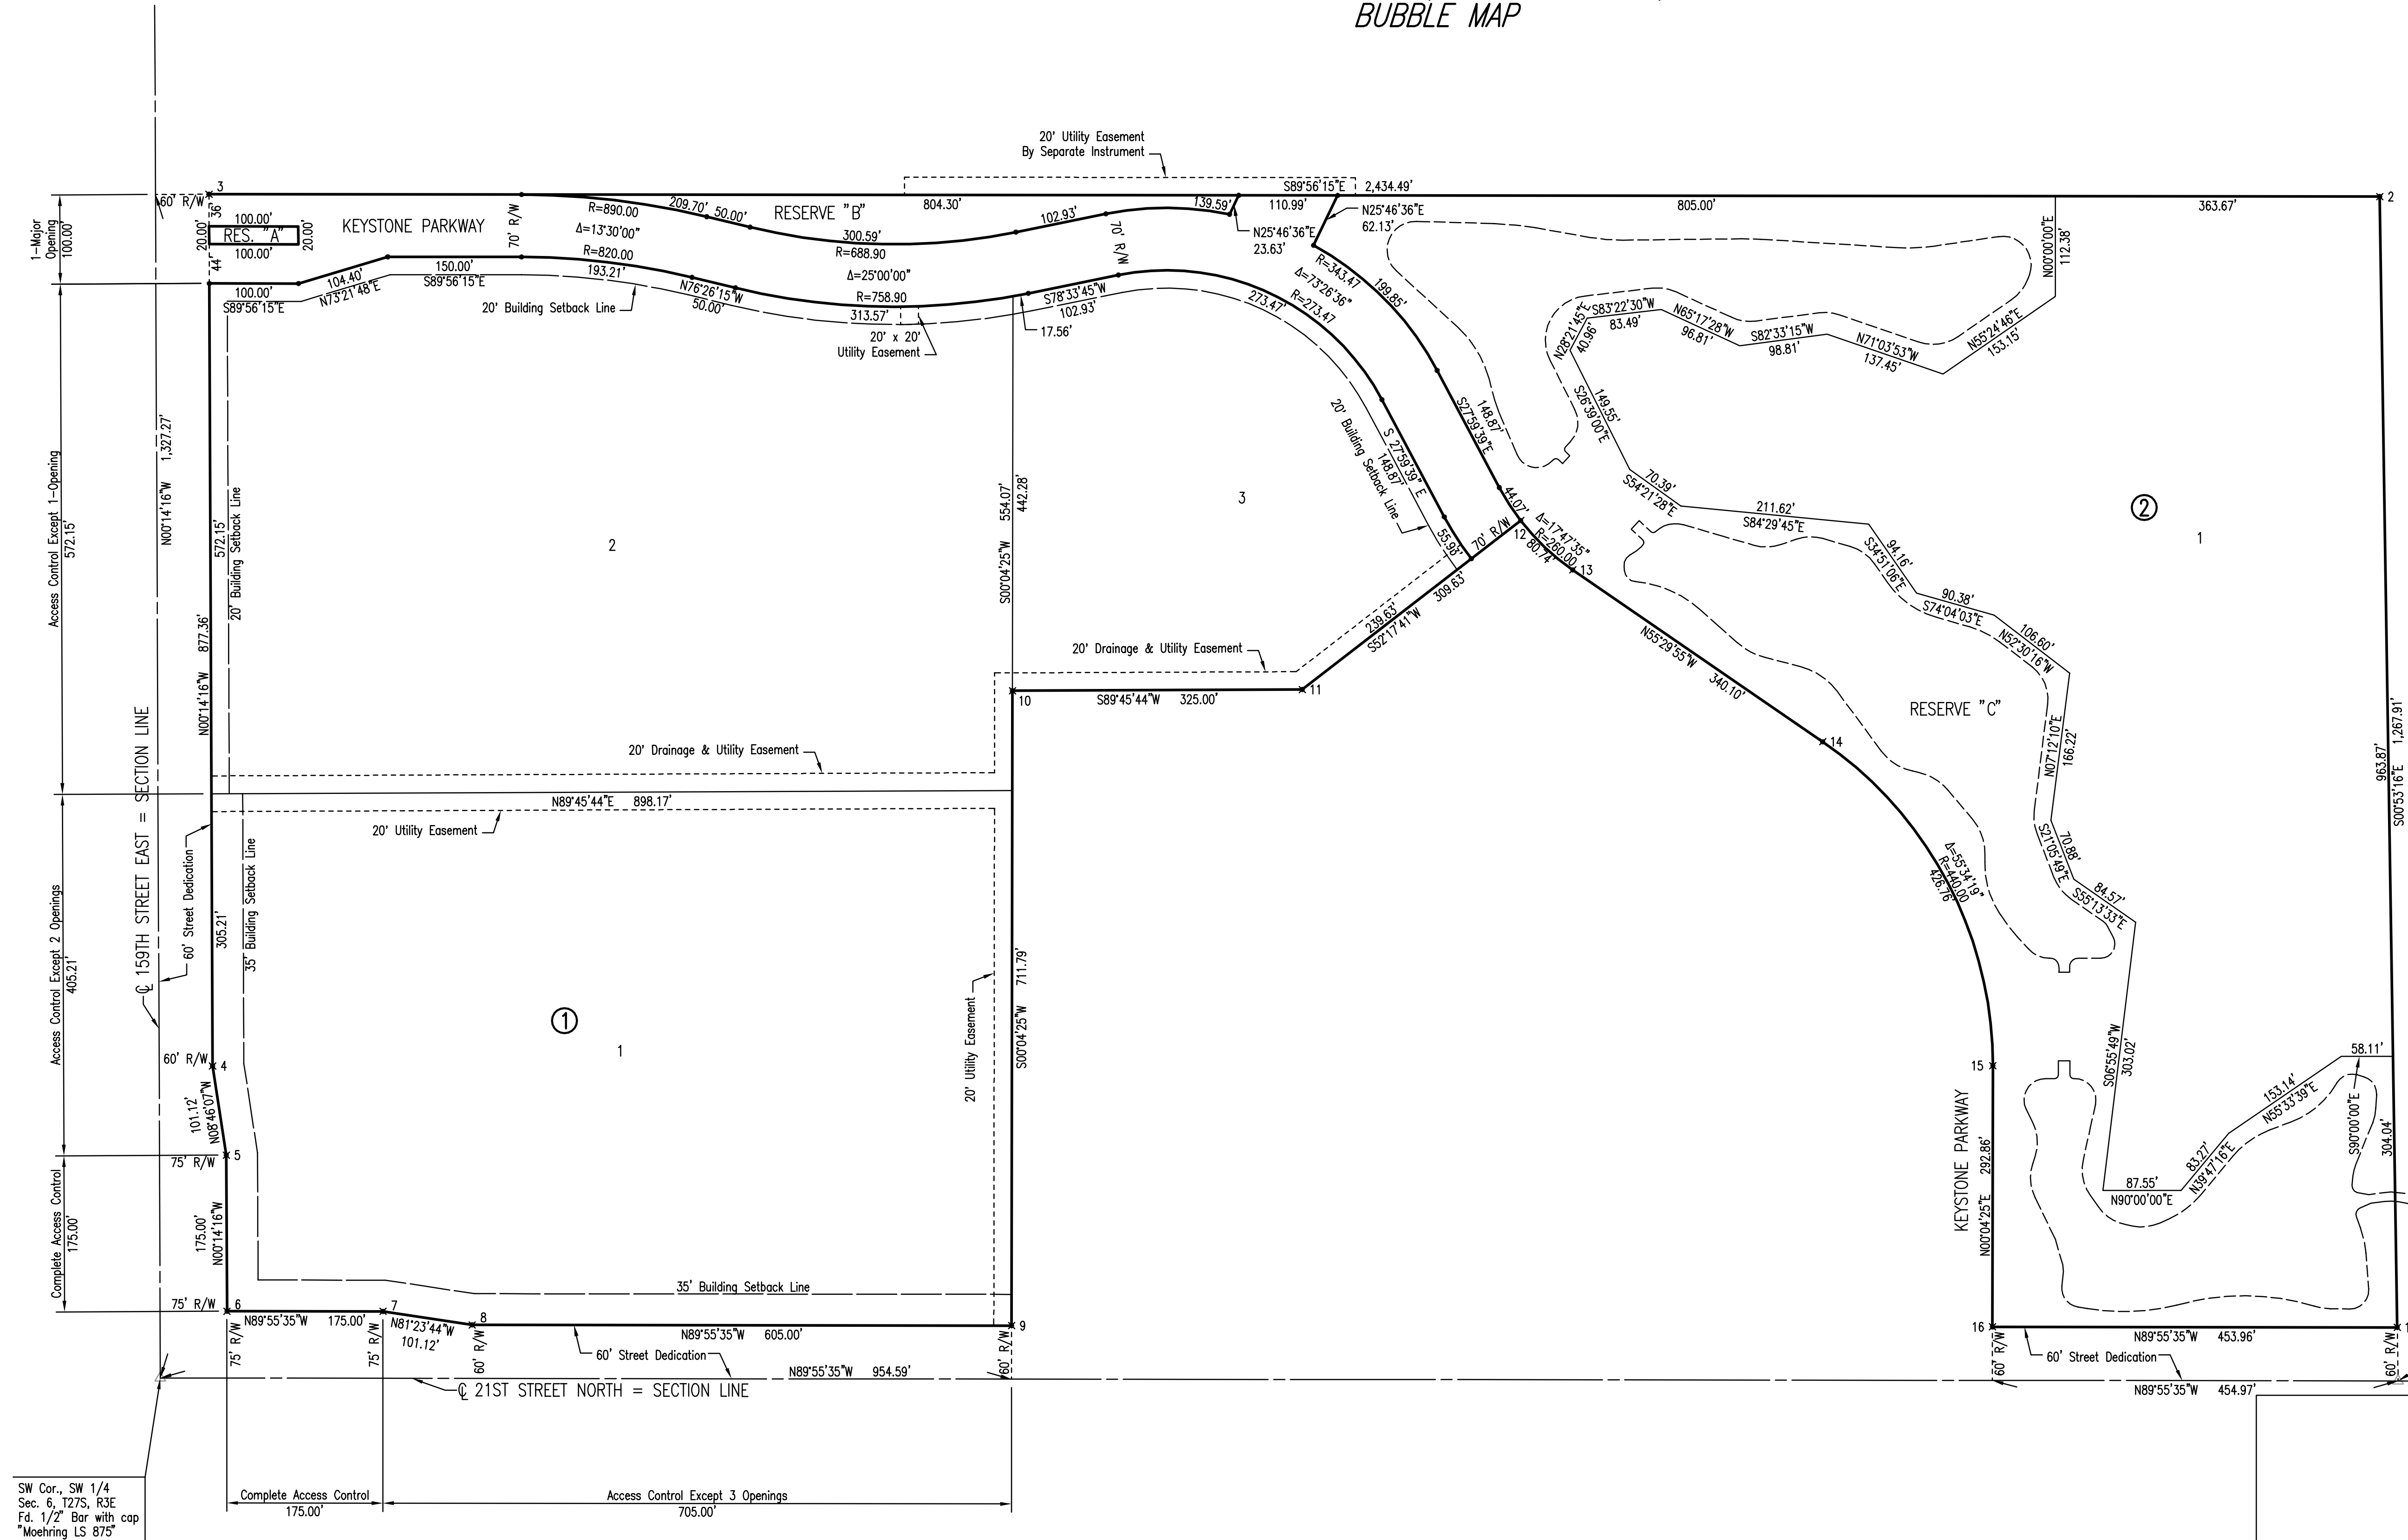 BUBBLE MAP
20' Utility Easement
By Separate Instrument
3
60' R/W
36'
100.00'
RES. "A"
100.00'
20.00'
20.00'
44'
1-Major
Opening
100.00'
KEYSTONE PARKWAY
70' R/W
R=890.00
Δ=13°30'00"
R=820.00
193.21'
209.70'
50.00'
RESERVE "B"
804.30'
300.59'
R=688.90
Δ=25°00'00"
R=758.90
313.57'
102.93'
70' R/W
139.59'
S89°56'15"E
2,434.49'
110.99'
N25°46'36"E
23.63'
N25°46'36"E
62.13'
805.00'
363.67'
2
104.40'
N73°21'48"E
150.00'
S89°56'15"E
100.00'
S89°56'15"E
20' Building Setback Line
N76°26'15"W
50.00'
20' x 20'
Utility Easement
S78°33'45"W
102.93'
17.56'
R=343.47
Δ=73°26'36"
R=273.47
273.47'
199.85'
N00°00'00"E
112.38'
N28°21'45"E
40.96'
S83°22'30"W
83.49'
N65°17'28"W
96.81'
S82°33'15"W
98.81'
N71°03'53"W
137.45'
N55°24'46"E
153.15'
149.55'
S26°39'00"E
70.39'
S54°21'28"E
211.62'
S84°29'45"E
94.16'
S34°51'06"E
90.38'
S74°04'03"E
106.60'
N52°30'16"W
N07°12'10"E
166.22'
70.88'
S21°05'49"E
84.57'
S55°13'33"E
S06°55'49"W
303.02'
87.55'
N90°00'00"E
83.27'
N39°47'16"E
153.14'
N55°33'39"E
58.11'
S90°00'00"E
304.04'
963.87'
S00°53'16"E 1,267.91'
2
1
RESERVE "C"
Access Control Except 1-Opening
572.15'
N00°14'16"W 1,327.27'
572.15'
20' Building Setback Line
N00°14'16"W 877.36'
2
S00°04'25"W 554.07'
442.28'
3
20' Building Setback Line
S 27°59'39" E
148.87'
148.87'
S27°59'39"E
44.07'
55.93'
70' R/W
12
Δ=17°47'35"
R=260.00
80.74'
13
239.63'
309.63'
S52°17'41"W
20' Drainage & Utility Easement
11
10
S89°45'44"W 325.00'
N55°29'55"W
340.10'
14
20' Drainage & Utility Easement
N89°45'44"E 898.17'
20' Utility Easement
℄ 159TH STREET EAST = SECTION LINE
60' Street Dedication
305.21'
35' Building Setback Line
Access Control Except 2 Openings
405.21'
1
1
20' Utility Easement
S00°04'25"W 711.79'
Δ=55°34'19"
R=440.00
426.76'
15
KEYSTONE PARKWAY
N00°04'25"E 292.86'
60' R/W
4
101.12'
N08°46'07"W
75' R/W
5
Complete Access Control
175.00'
175.00'
N00°14'16"W
75' R/W
6
N89°55'35"W 175.00'
7
N81°23'44"W
101.12'
8
35' Building Setback Line
N89°55'35"W 605.00'
9
75' R/W
75' R/W
60' R/W
60' R/W
60' Street Dedication
N89°55'35"W 954.59'
℄ 21ST STREET NORTH = SECTION LINE
16
N89°55'35"W 453.96'
1
60' R/W
60' Street Dedication
60' R/W
N89°55'35"W 454.97'
SW Cor., SW 1/4
Sec. 6, T27S, R3E
Fd. 1/2" Bar with cap
"Moehring LS 875"
Complete Access Control
175.00'
Access Control Except 3 Openings
705.00'